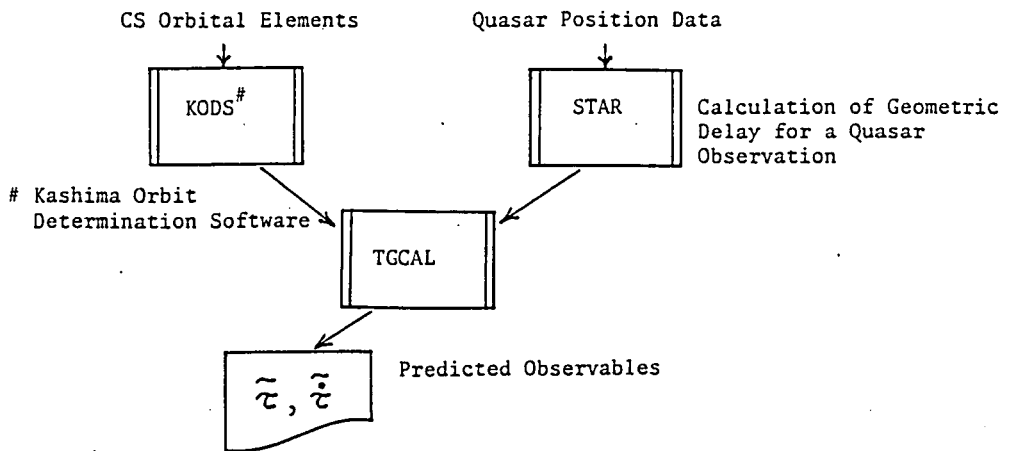 CS Orbital Elements
Quasar Position Data
KODS#
STAR
Calculation of Geometric
Delay for a Quasar
Observation
# Kashima Orbit
Determination Software
TGCAL
Predicted Observables
τ̃, τ̇̃